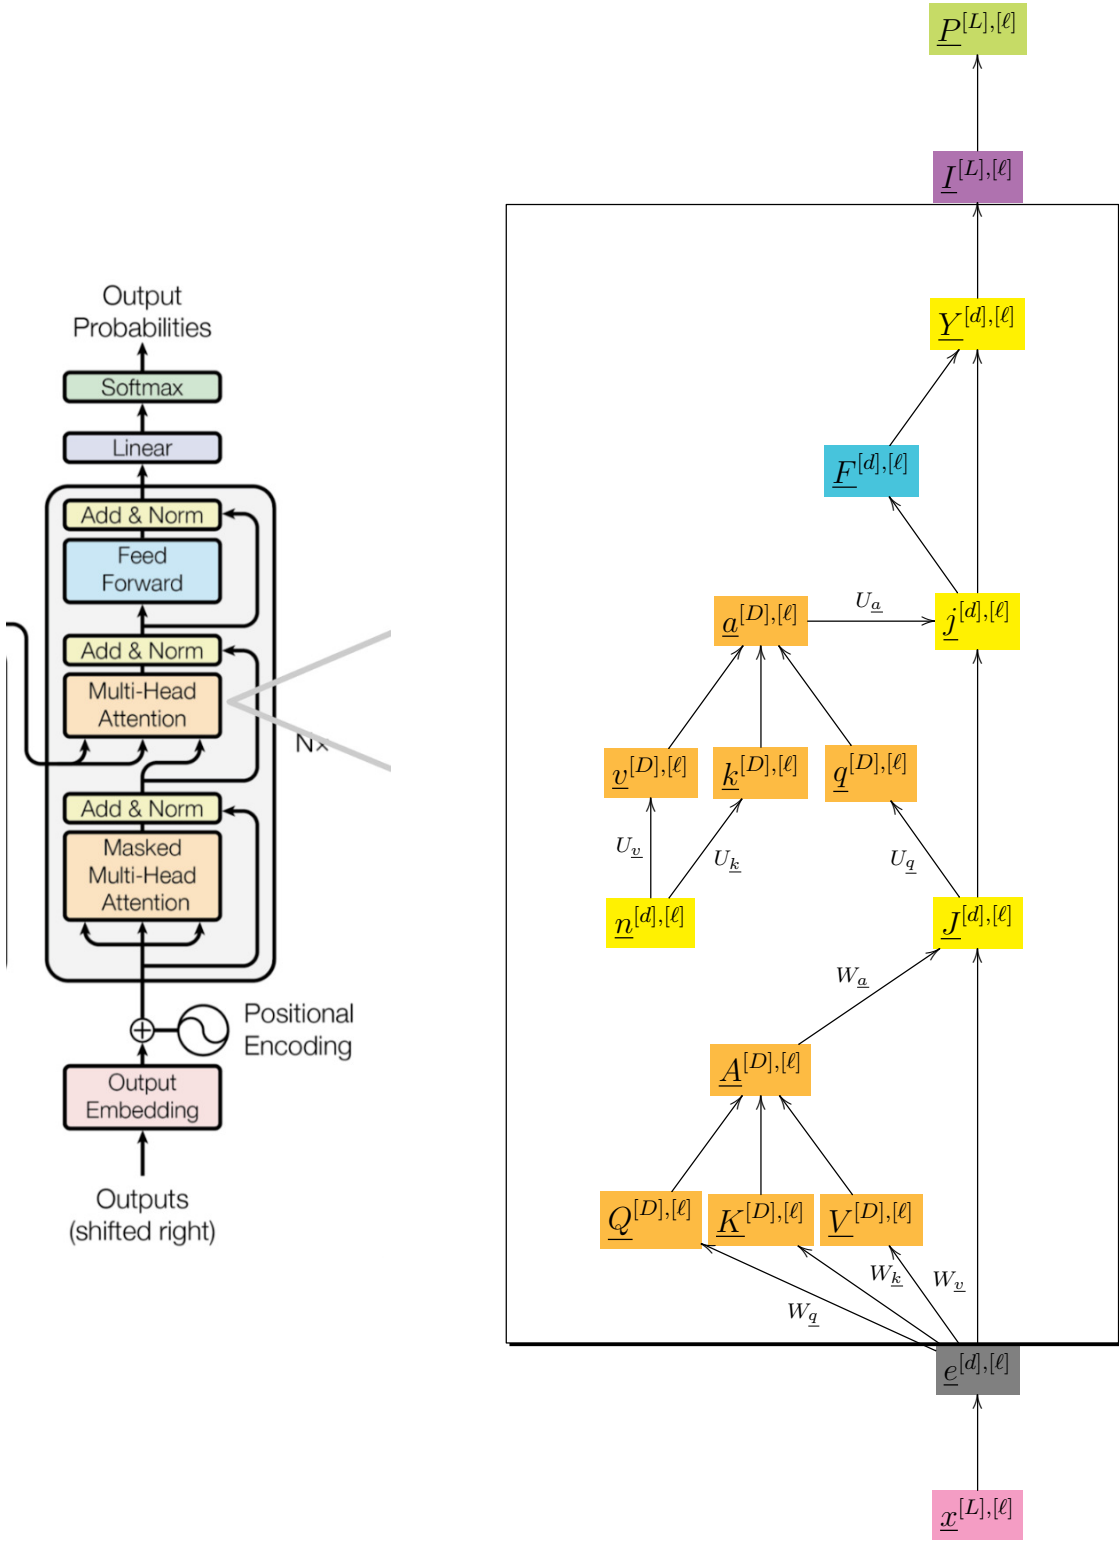 Output
Probabilities
Softmax
Linear
Add & Norm
Feed
Forward
Add & Norm
Multi-Head
Attention
N×
Add & Norm
Masked
Multi-Head
Attention
Positional
Encoding
Output
Embedding
Outputs
(shifted right)
P^{[L],[ℓ]}
I^{[L],[ℓ]}
Y^{[d],[ℓ]}
F^{[d],[ℓ]}
a^{[D],[ℓ]} U_a j^{[d],[ℓ]}
v^{[D],[ℓ]} k^{[D],[ℓ]} q^{[D],[ℓ]}
U_v U_k U_q
n^{[d],[ℓ]} J^{[d],[ℓ]}
W_a
A^{[D],[ℓ]}
Q^{[D],[ℓ]} K^{[D],[ℓ]} V^{[D],[ℓ]}
W_q W_k W_v
e^{[d],[ℓ]}
x^{[L],[ℓ]}